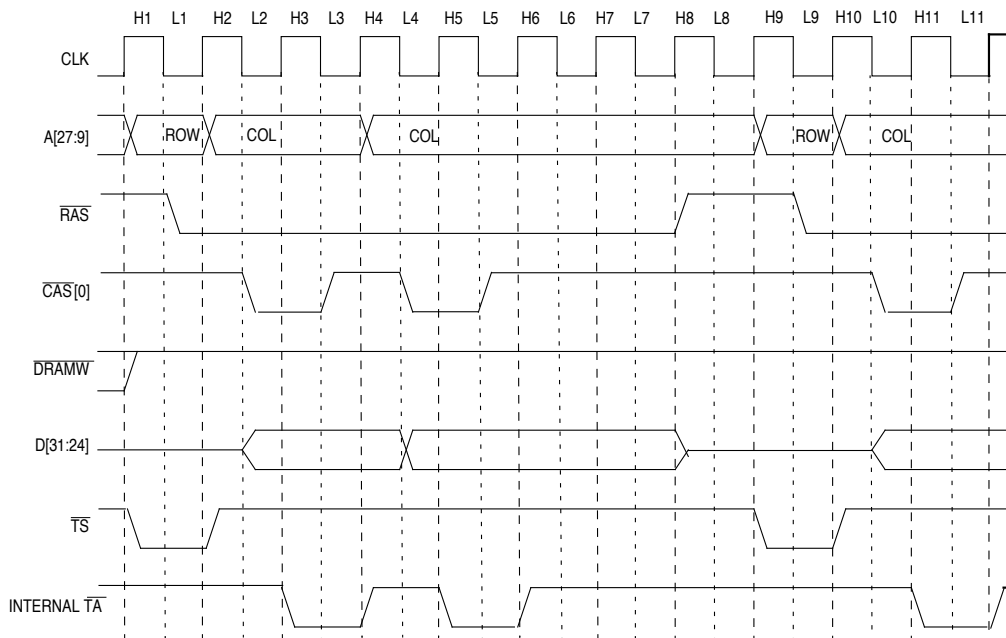 H1 L1 H2 L2 H3 L3 H4 L4 H5 L5 H6 L6 H7 L7 H8 L8 H9 L9 H10 L10 H11 L11
CLK
A[27:9] ROW COL COL ROW COL
RAS
CAS[0]
DRAMW
D[31:24]
TS
INTERNAL TA